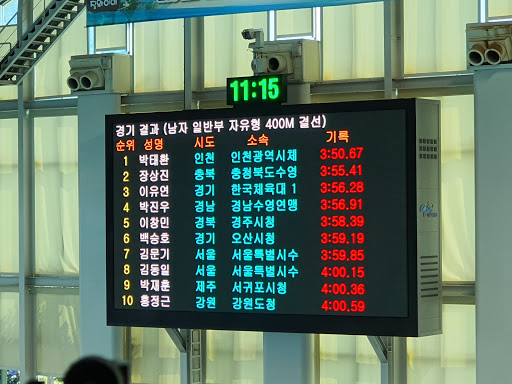 11:15
경기 결과 (남자 일반부 자유형 400M 결선)
순위 성명 시도 소속 기록
1 박태환 인천 인천광역시체 3:50.67
2 장상진 충북 충청북도수영 3:55.41
3 이유연 경기 한국체육대 1 3:56.28
4 박진우 경남 경남수영연맹 3:56.91
5 이창민 경북 경주시청 3:58.39
6 백승호 경기 오산시청 3:59.19
7 김문기 서울 서울특별시수 3:59.85
8 김동일 서울 서울특별시수 4:00.15
9 박재훈 제주 서귀포시청 4:00.36
10 홍정근 강원 강원도청 4:00.59